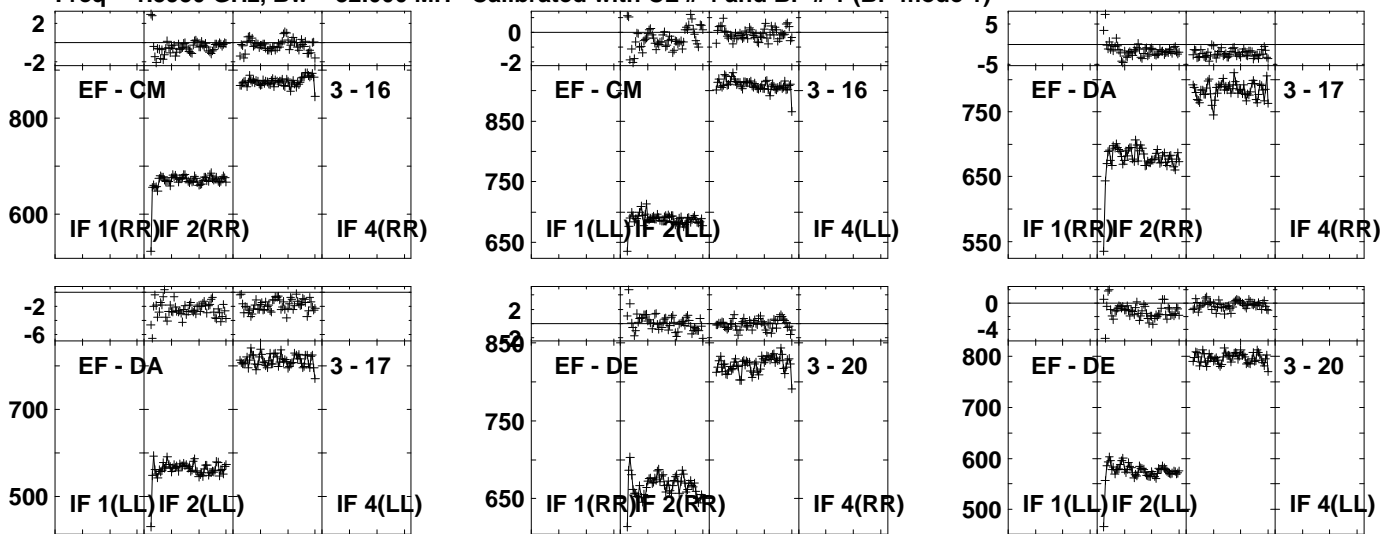 2 0 5
-2 -2 -5
EF - CM 3 - 16 EF - CM 3 - 16 EF - DA 3 - 17
800 850 750
750 650
600 650 550
IF 1(RR) IF 2(RR) IF 4(RR) IF 1(LL) IF 2(LL) IF 4(LL) IF 1(RR) IF 2(RR) IF 4(RR)
-2 2 0
-6 -2 -4
EF - DA 3 - 17 850 EF - DE 3 - 20 800 EF - DE 3 - 20
700 750 700
600
500 650 500
450
IF 1(LL) IF 2(LL) IF 4(LL) IF 1(RR) IF 2(RR) IF 4(RR) IF 1(LL) IF 2(LL) IF 4(LL)